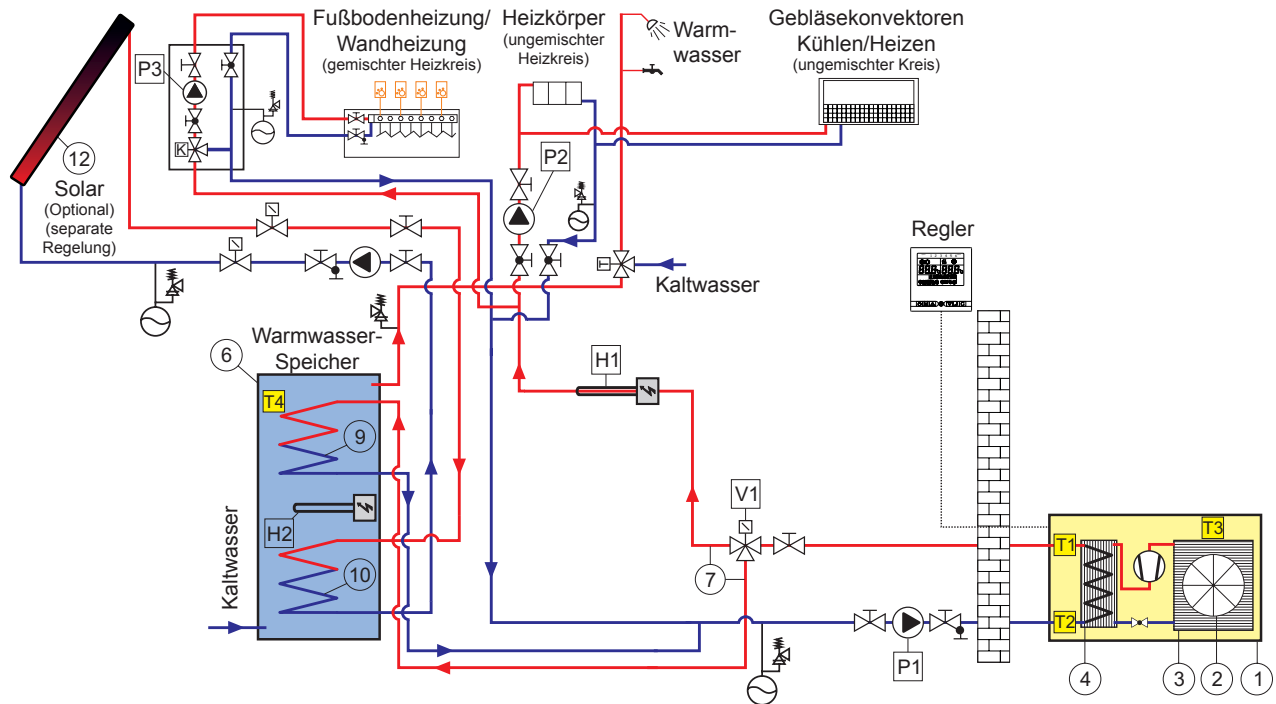 Fußbodenheizung/
Wandheizung
(gemischter Heizkreis)
Heizkörper
(ungemischter
Heizkreis)
Warm-
wasser
Gebläsekonvektoren
Kühlen/Heizen
(ungemischter Kreis)
P3
K
12
Solar
(Optional)
(separate
Regelung)
P2
T
Kaltwasser
Regler
Warmwasser-
Speicher
6
T4
9
H2
10
Kaltwasser
H1
V1
7
P1
T1
T2
T3
4
3
2
1